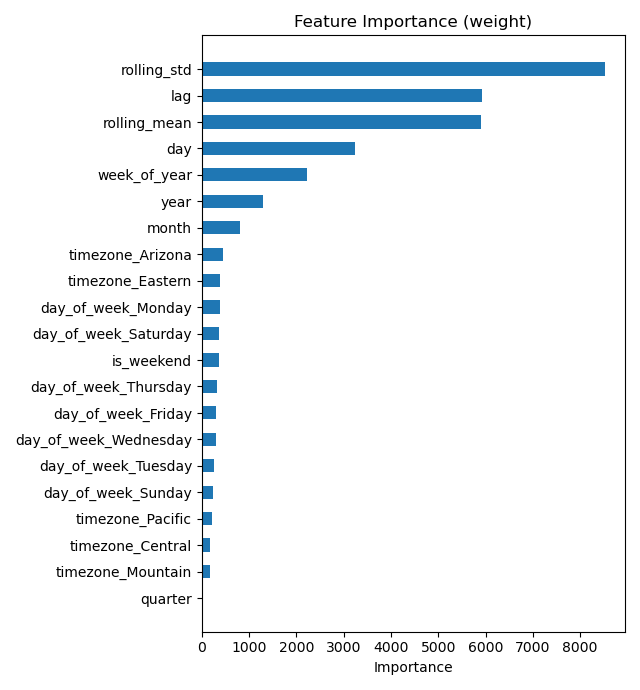 Feature Importance (weight)
rolling_std
lag
rolling_mean
day
week_of_year
year
month
timezone_Arizona
timezone_Eastern
day_of_week_Monday
day_of_week_Saturday
is_weekend
day_of_week_Thursday
day_of_week_Friday
day_of_week_Wednesday
day_of_week_Tuesday
day_of_week_Sunday
timezone_Pacific
timezone_Central
timezone_Mountain
quarter
0 1000 2000 3000 4000 5000 6000 7000 8000
Importance